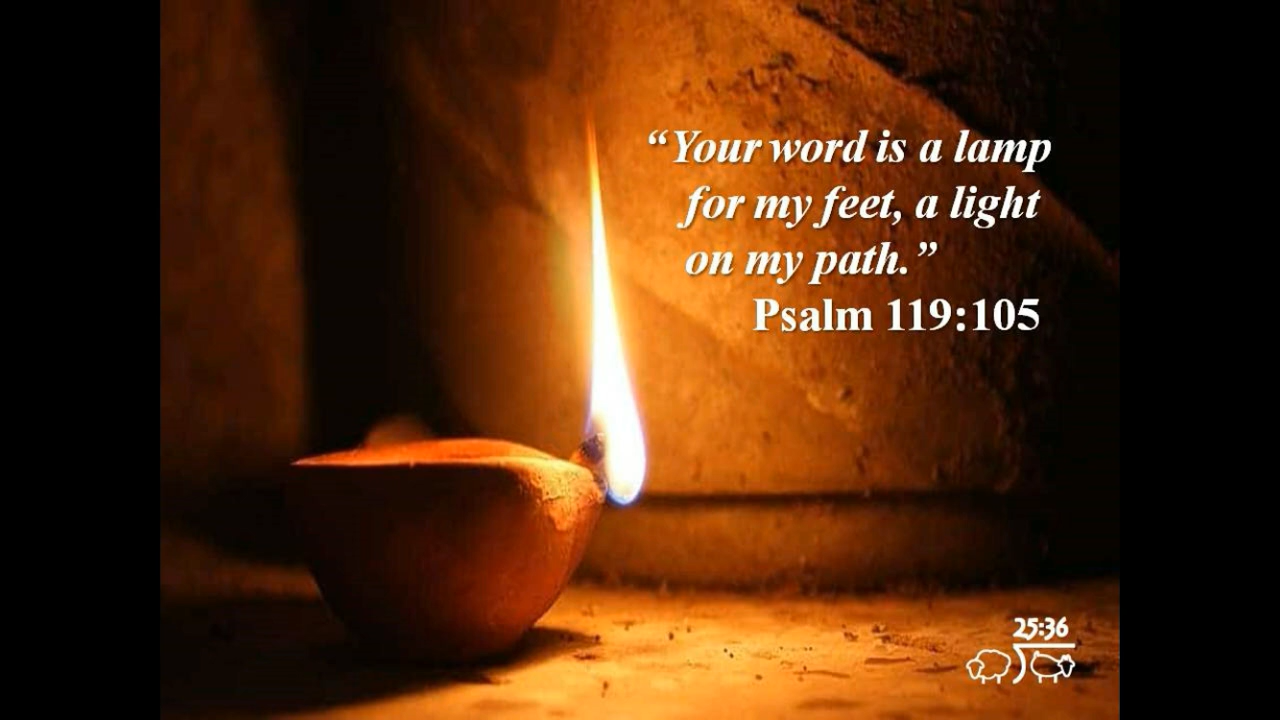 “Your word is a lamp
for my feet, a light
on my path.”
Psalm 119:105
25:36